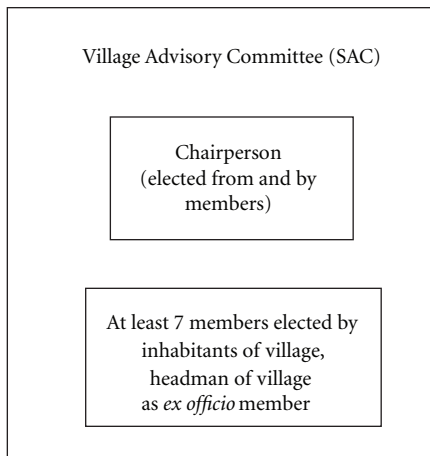 Village Advisory Committee (SAC)
Chairperson
(elected from and by
members)
At least 7 members elected by
inhabitants of village,
headman of village
as ex officio member